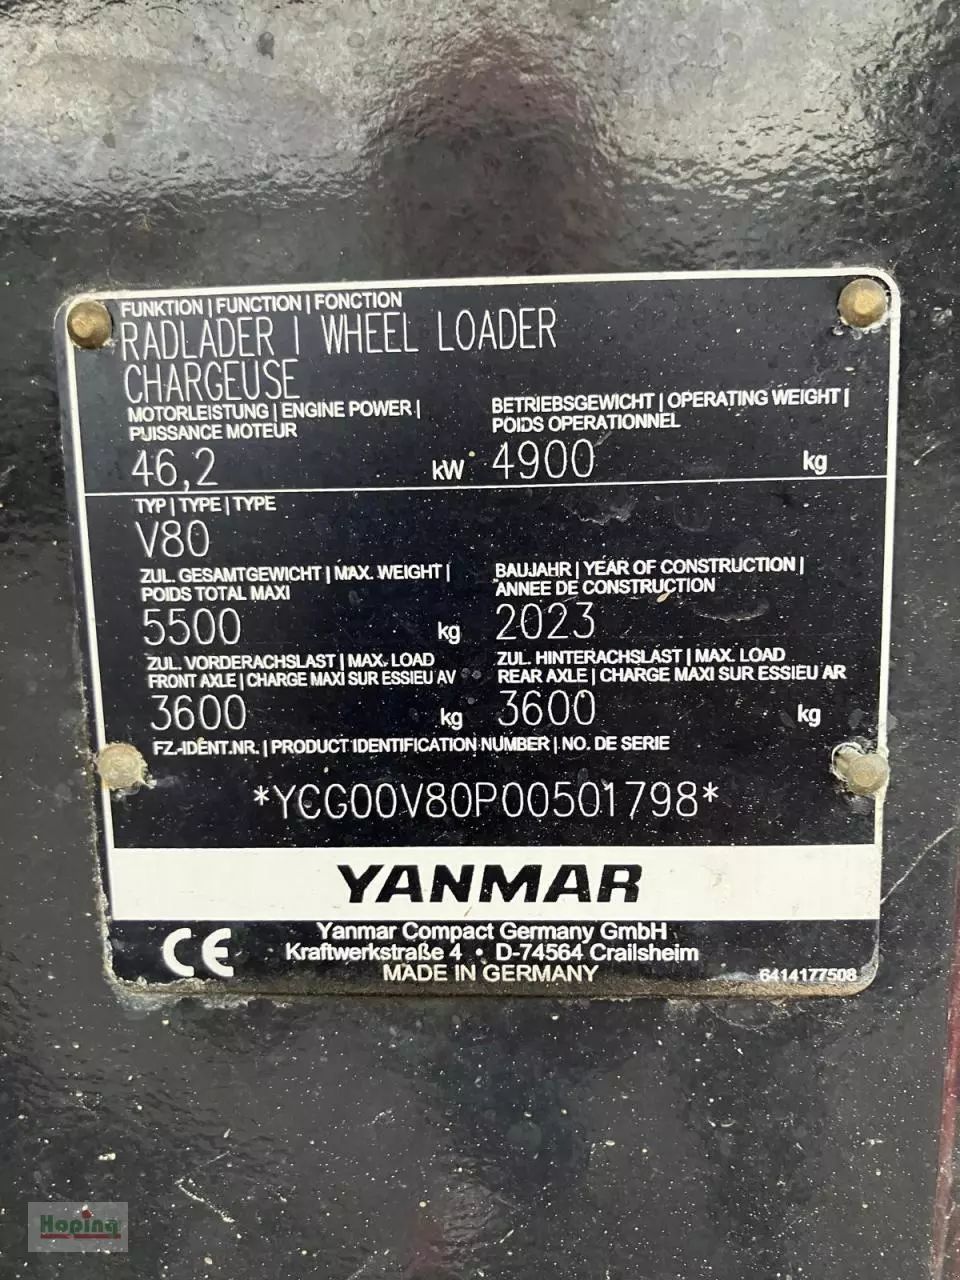 FUNKTION | FUNCTION | FONCTION
RADLADER | WHEEL LOADER
CHARGEUSE
MOTORLEISTUNG | ENGINE POWER |
PUISSANCE MOTEUR
46,2 kW
BETRIEBSGEWICHT | OPERATING WEIGHT |
POIDS OPERATIONNEL
4900 kg
TYP | TYPE | TYPE
V80
ZUL. GESAMTGEWICHT | MAX. WEIGHT |
POIDS TOTAL MAXI
5500 kg
BAUJAHR | YEAR OF CONSTRUCTION |
ANNEE DE CONSTRUCTION
2023
ZUL. VORDERACHSLAST | MAX. LOAD
FRONT AXLE | CHARGE MAXI SUR ESSIEU AV
3600 kg
ZUL. HINTERACHSLAST | MAX. LOAD
REAR AXLE | CHARGE MAXI SUR ESSIEU AR
3600 kg
FZ.-IDENT.NR. | PRODUCT IDENTIFICATION NUMBER | NO. DE SERIE
*YCG00V80P00501798*
YANMAR
CE
Yanmar Compact Germany GmbH
Kraftwerkstraße 4 • D-74564 Crailsheim
MADE IN GERMANY
6414177508
Hoping